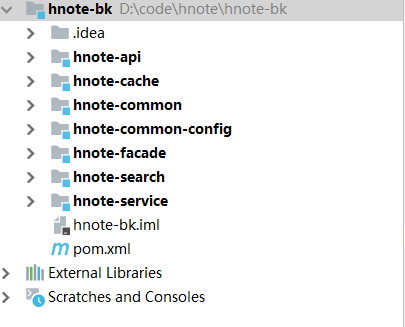 hnote-bk D:\code\hnote\hnote-bk
.idea
hnote-api
hnote-cache
hnote-common
hnote-common-config
hnote-facade
hnote-search
hnote-service
hnote-bk.iml
m pom.xml
External Libraries
Scratches and Consoles